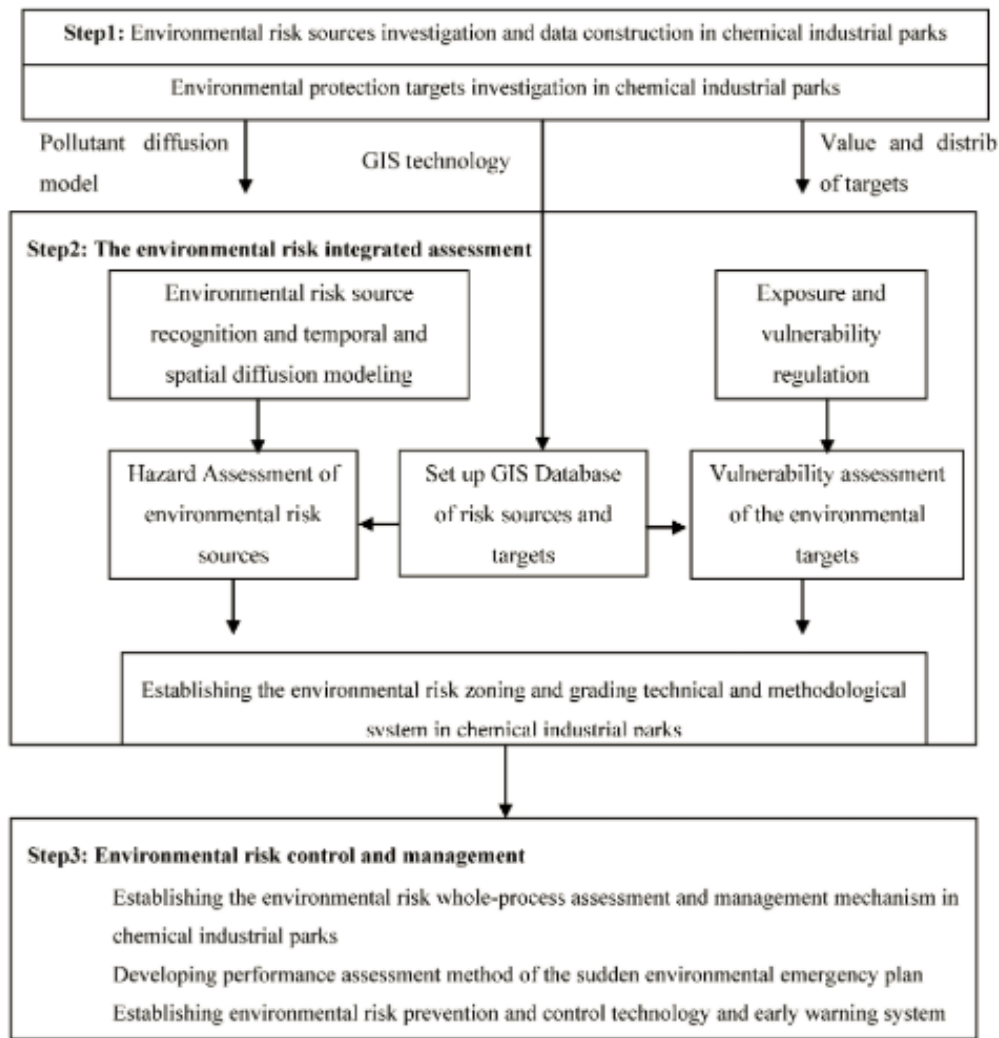 Step1: Environmental risk sources investigation and data construction in chemical industrial parks
Environmental protection targets investigation in chemical industrial parks
Pollutant diffusion
model
GIS technology
Value and distrib
of targets
Step2: The environmental risk integrated assessment
Environmental risk source
recognition and temporal and
spatial diffusion modeling
Exposure and
vulnerability
regulation
Hazard Assessment of
environmental risk
sources
Set up GIS Database
of risk sources and
targets
Vulnerability assessment
of the environmental
targets
Establishing the environmental risk zoning and grading technical and methodological
system in chemical industrial parks
Step3: Environmental risk control and management
Establishing the environmental risk whole-process assessment and management mechanism in
chemical industrial parks
Developing performance assessment method of the sudden environmental emergency plan
Establishing environmental risk prevention and control technology and early warning system